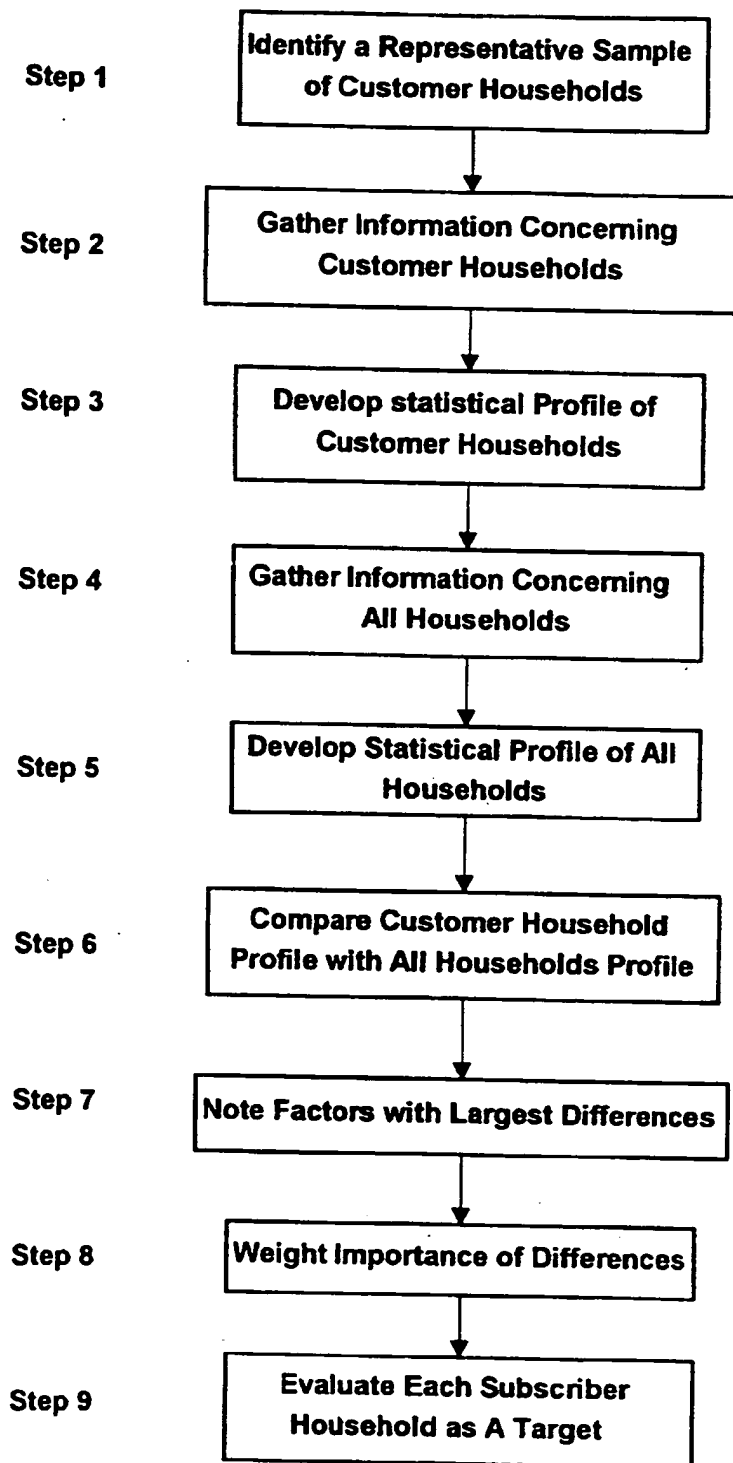 Step 1
Identify a Representative Sample
of Customer Households
Step 2
Gather Information Concerning
Customer Households
Step 3
Develop statistical Profile of
Customer Households
Step 4
Gather Information Concerning
All Households
Step 5
Develop Statistical Profile of All
Households
Step 6
Compare Customer Household
Profile with All Households Profile
Step 7
Note Factors with Largest Differences
Step 8
Weight Importance of Differences
Step 9
Evaluate Each Subscriber
Household as A Target